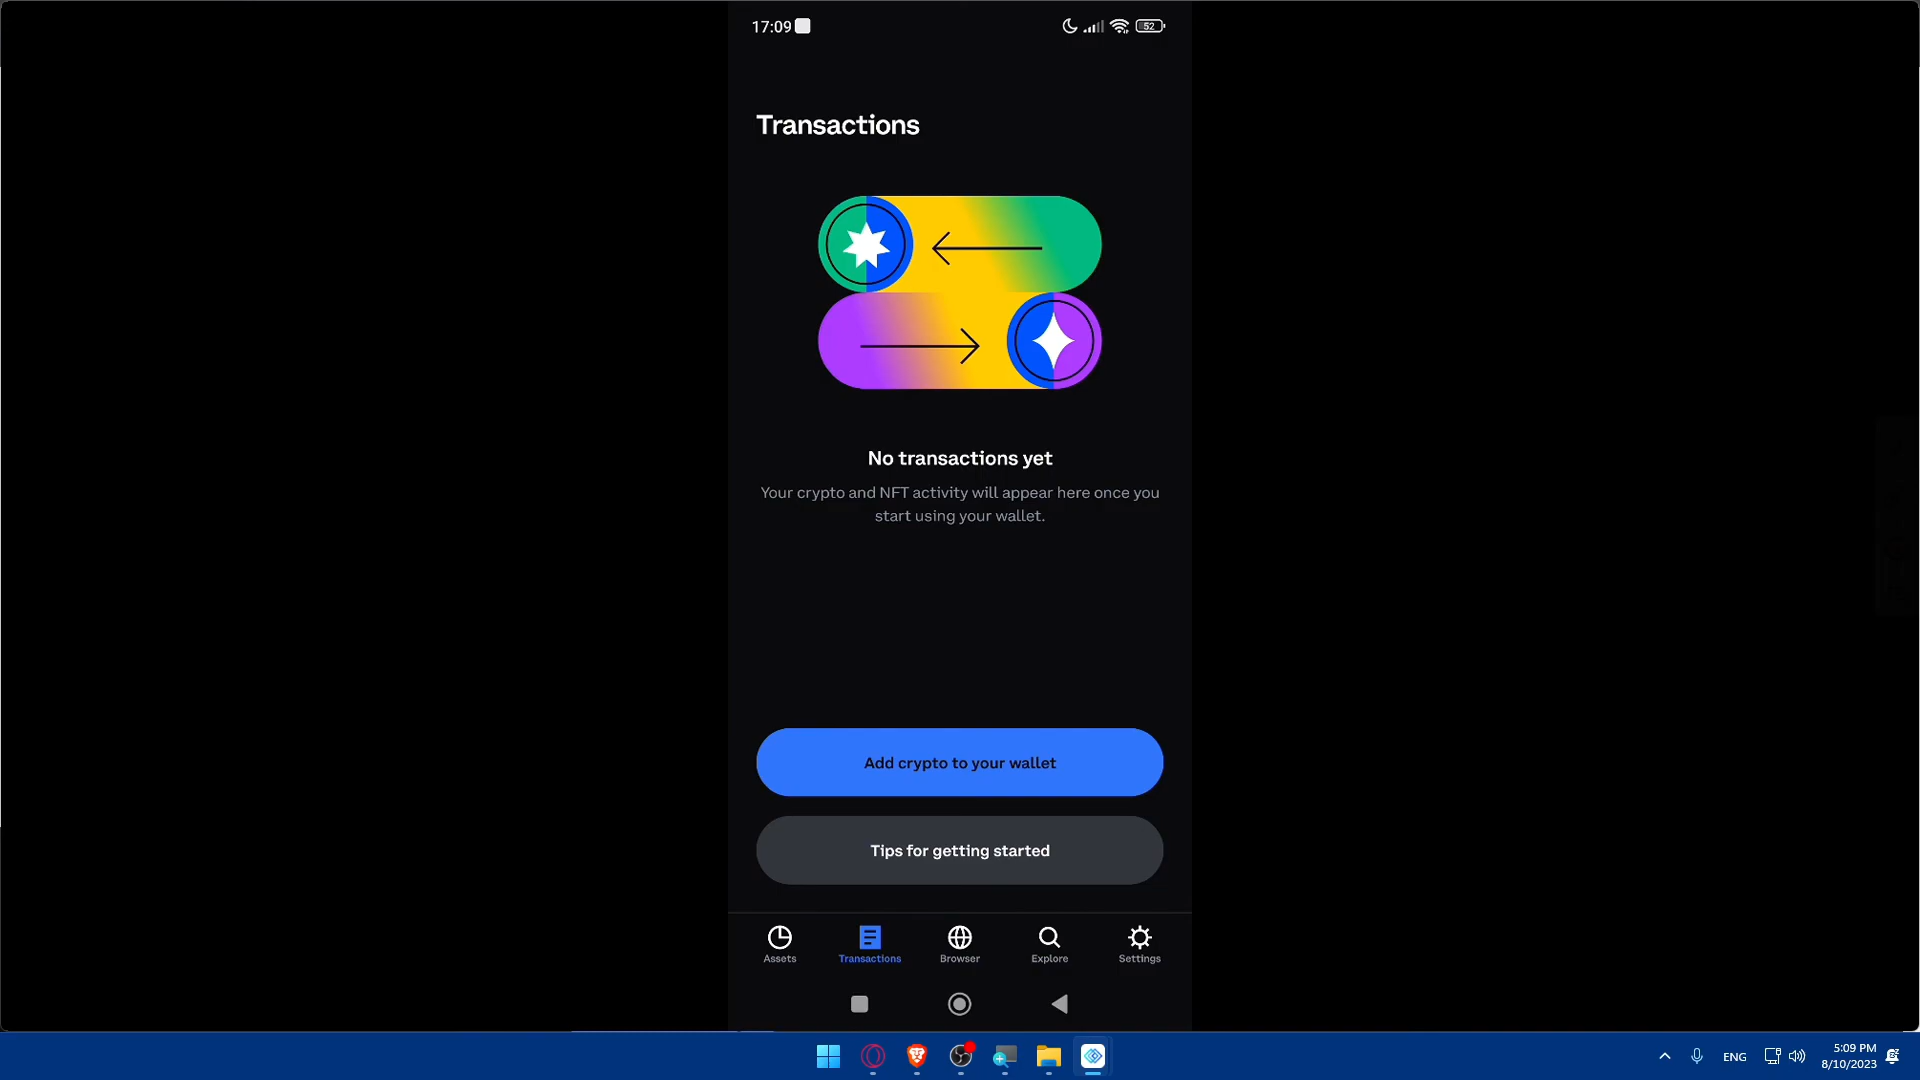 17:09
52
Transactions
No transactions yet
Your crypto and NFT activity will appear here once you
start using your wallet.
Add crypto to your wallet
Tips for getting started
Assets
Transactions
Browser
Explore
Settings
ENG
5:09 PM
8/10/2023